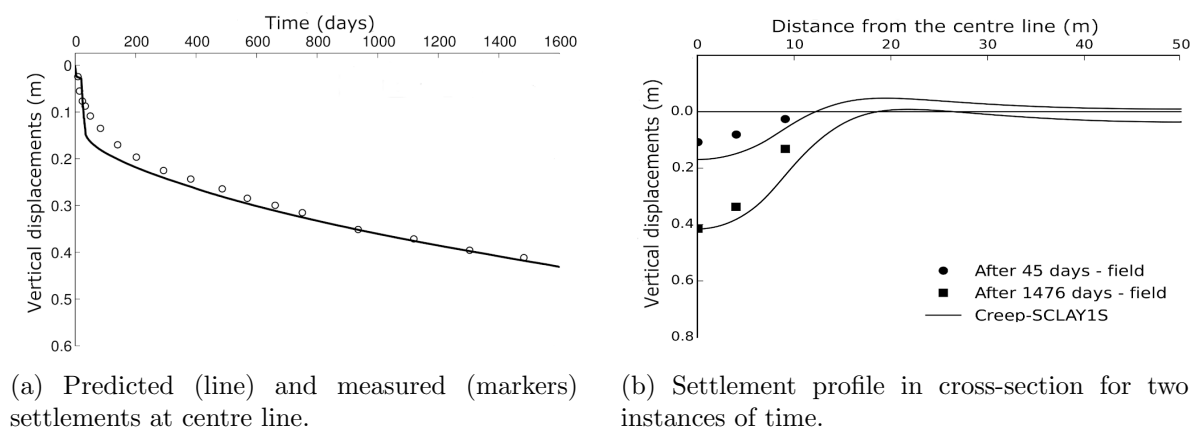 Time (days)
0 200 400 600 800 1000 1200 1400 1600
Vertical displacements (m)
0
0.1
0.2
0.3
0.4
0.5
0.6
(a) Predicted (line) and measured (markers)
settlements at centre line.
Distance from the centre line (m)
0 10 20 30 40 50
Vertical displacements (m)
0.0
0.2
0.4
0.6
0.8
After 45 days - field
After 1476 days - field
Creep-SCLAY1S
(b) Settlement profile in cross-section for two
instances of time.